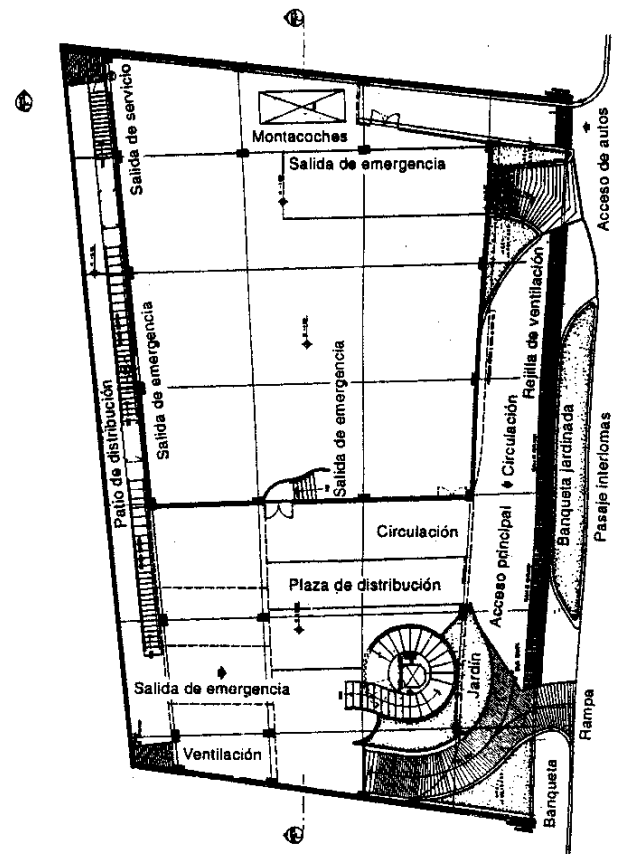 Montacoches
Salida de emergencia
Salida de servicio
Acceso de autos
Rejilla de ventilación
Salida de emergencia
Patio de distribución
Salida de emergencia
Circulación
Banqueta jardinada
Pasaje interlomas
Circulación
Acceso principal
Plaza de distribución
Jardín
Salida de emergencia
Ventilación
Rampa
Banqueta